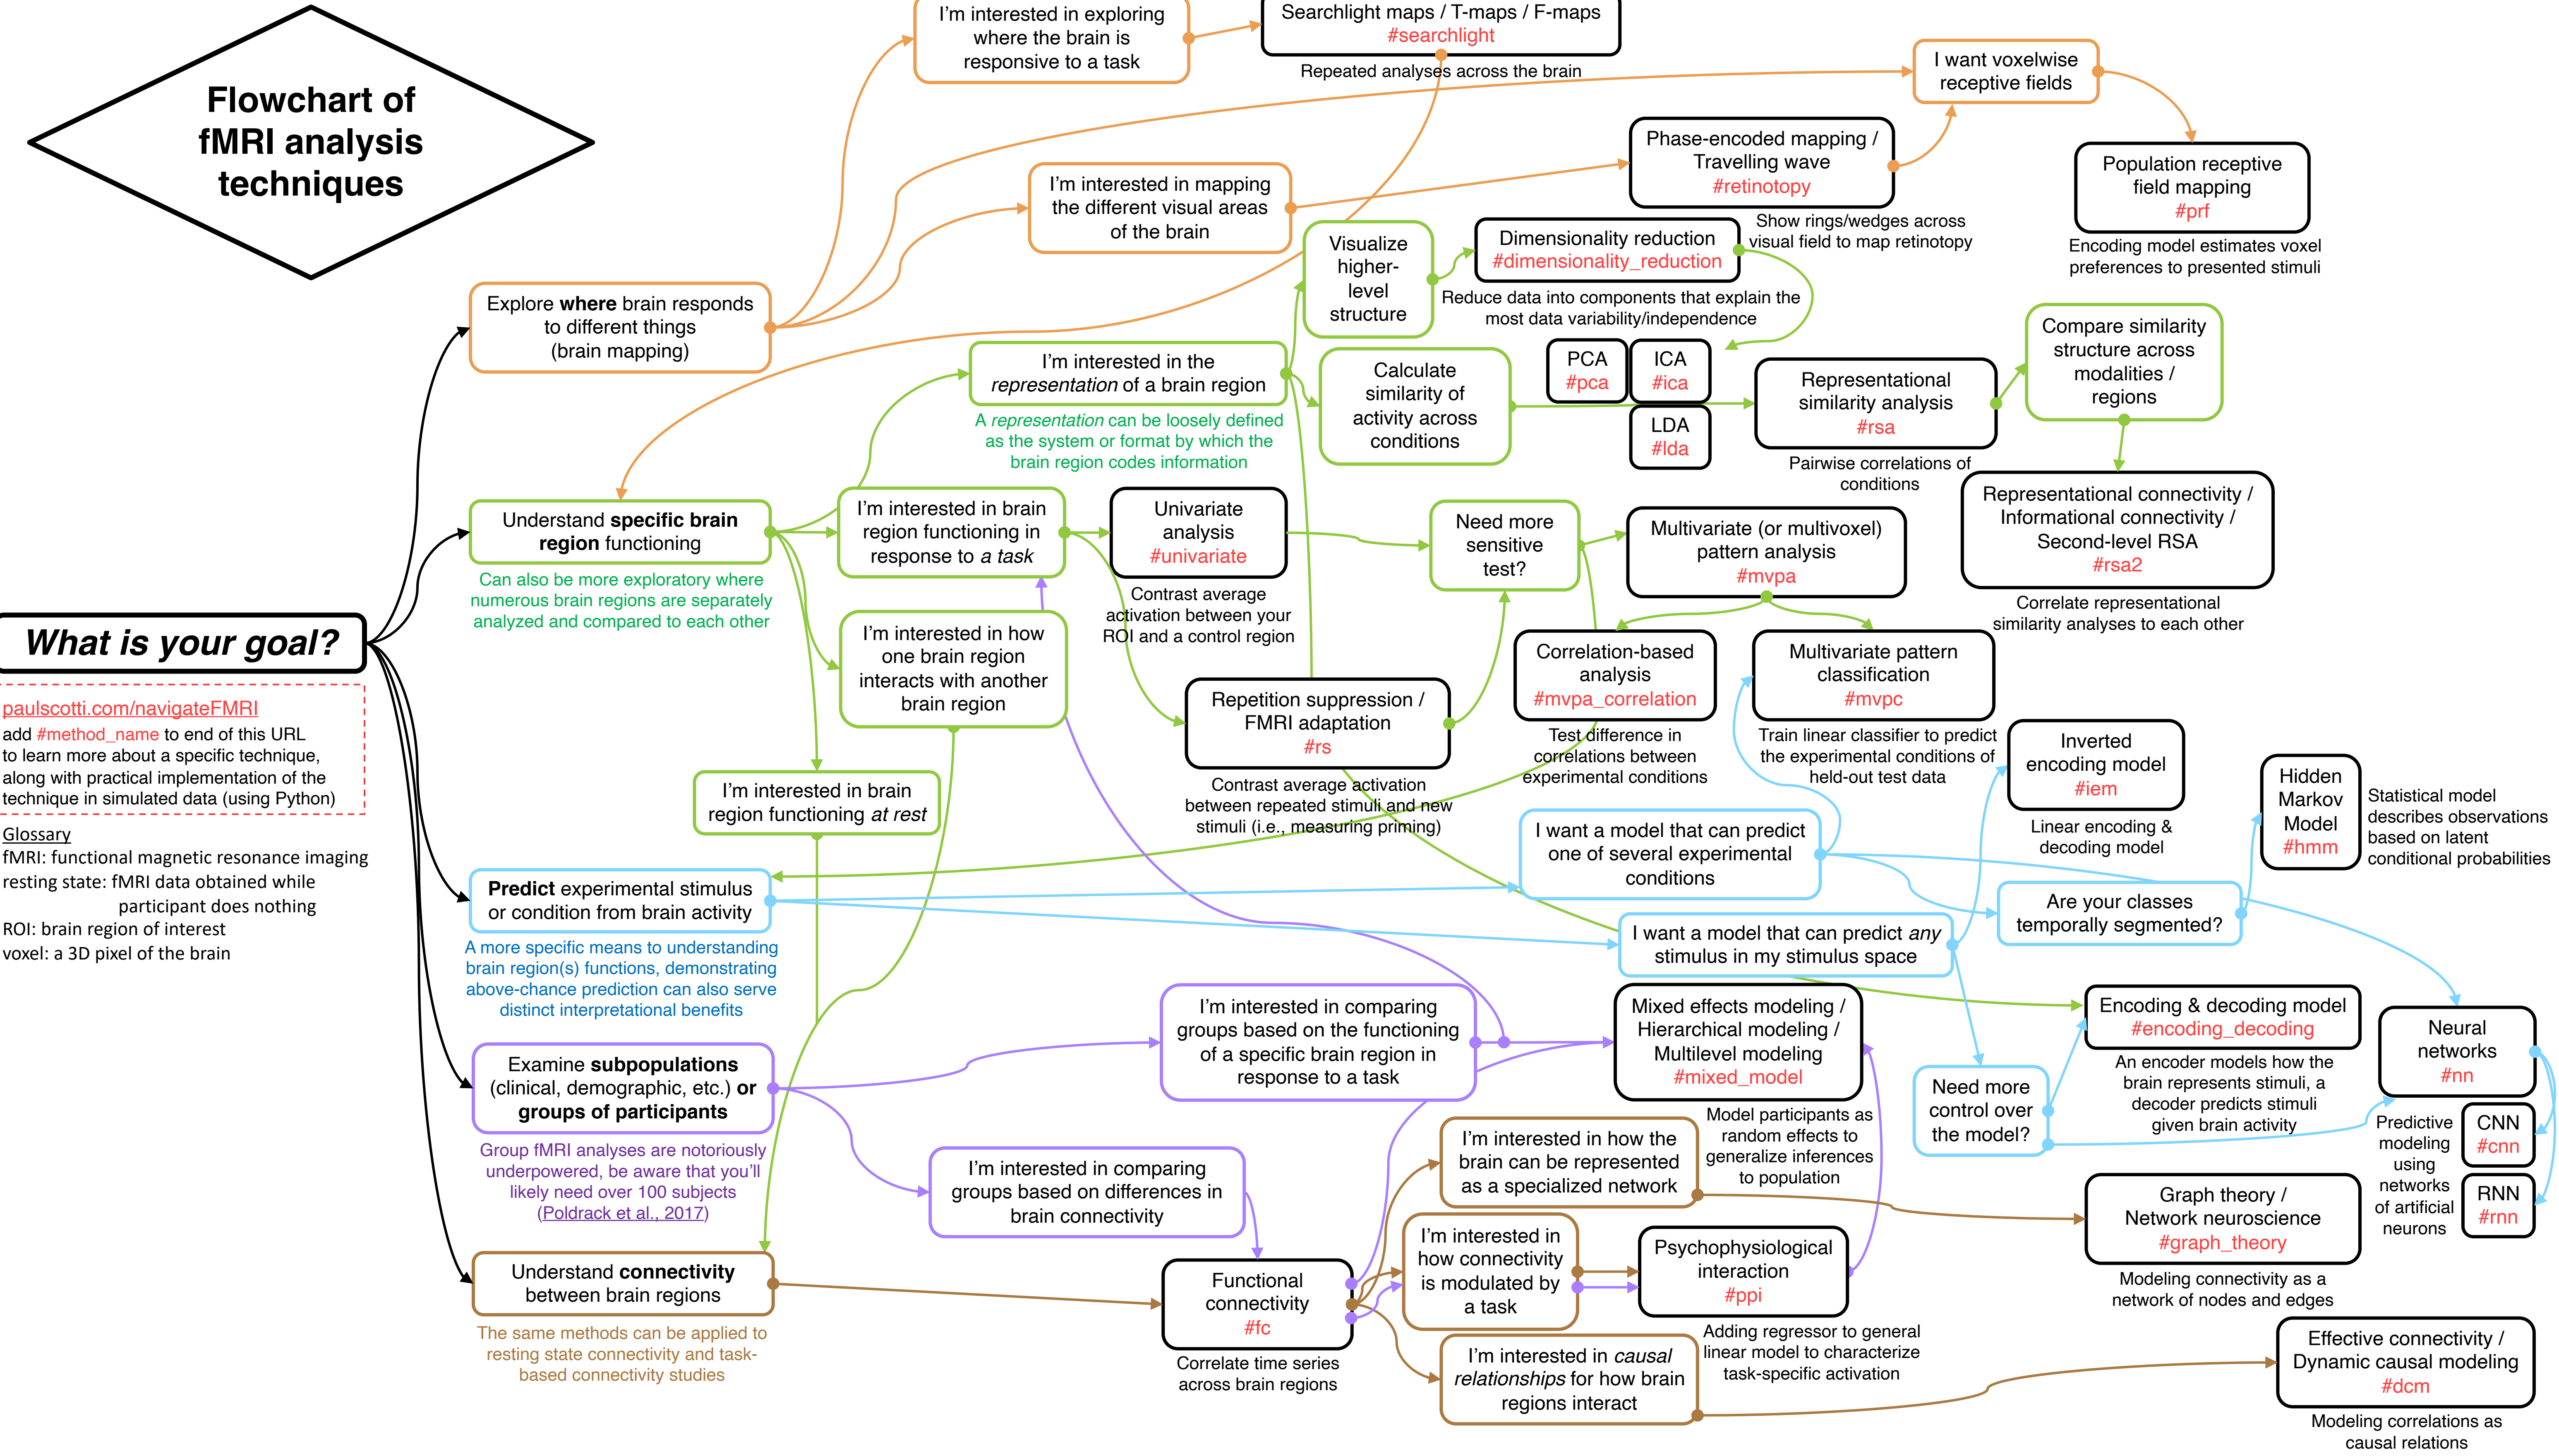 Flowchart of
fMRI analysis
techniques
I'm interested in exploring
where the brain is
responsive to a task
Searchlight maps / T-maps / F-maps
#searchlight
Repeated analyses across the brain
I want voxelwise
receptive fields
Phase-encoded mapping /
Travelling wave
#retinotopy
Show rings/wedges across
visual field to map retinotopy
Population receptive
field mapping
#prf
Encoding model estimates voxel
preferences to presented stimuli
I'm interested in mapping
the different visual areas
of the brain
Explore where brain responds
to different things
(brain mapping)
Visualize
higher-
level
structure
Dimensionality reduction
#dimensionality_reduction
Reduce data into components that explain the
most data variability/independence
PCA
#pca
ICA
#ica
LDA
#lda
I'm interested in the
representation of a brain region
A representation can be loosely defined
as the system or format by which the
brain region codes information
Calculate
similarity of
activity across
conditions
Representational
similarity analysis
#rsa
Pairwise correlations of
conditions
Compare similarity
structure across
modalities /
regions
Representational connectivity /
Informational connectivity /
Second-level RSA
#rsa2
Correlate representational
similarity analyses to each other
Understand specific brain
region functioning
Can also be more exploratory where
numerous brain regions are separately
analyzed and compared to each other
I'm interested in brain
region functioning in
response to a task
Univariate
analysis
#univariate
Contrast average
activation between your
ROI and a control region
Need more
sensitive
test?
Multivariate (or multivoxel)
pattern analysis
#mvpa
I'm interested in how
one brain region
interacts with another
brain region
Repetition suppression /
FMRI adaptation
#rs
Contrast average activation
between repeated stimuli and new
stimuli (i.e., measuring priming)
Correlation-based
analysis
#mvpa_correlation
Test difference in
correlations between
experimental conditions
Multivariate pattern
classification
#mvpc
Train linear classifier to predict
the experimental conditions of
held-out test data
Inverted
encoding model
#iem
Linear encoding &
decoding model
Hidden
Markov
Model
#hmm
Statistical model
describes observations
based on latent
conditional probabilities
What is your goal?
paulscotti.com/navigateFMRI
add #method_name to end of this URL
to learn more about a specific technique,
along with practical implementation of the
technique in simulated data (using Python)
Glossary
fMRI: functional magnetic resonance imaging
resting state: fMRI data obtained while
participant does nothing
ROI: brain region of interest
voxel: a 3D pixel of the brain
I'm interested in brain
region functioning at rest
Predict experimental stimulus
or condition from brain activity
A more specific means to understanding
brain region(s) functions, demonstrating
above-chance prediction can also serve
distinct interpretational benefits
I want a model that can predict
one of several experimental
conditions
I want a model that can predict any
stimulus in my stimulus space
Are your classes
temporally segmented?
Examine subpopulations
(clinical, demographic, etc.) or
groups of participants
Group fMRI analyses are notoriously
underpowered, be aware that you'll
likely need over 100 subjects
(Poldrack et al., 2017)
I'm interested in comparing
groups based on the functioning
of a specific brain region in
response to a task
Mixed effects modeling /
Hierarchical modeling /
Multilevel modeling
#mixed_model
Model participants as
random effects to
generalize inferences
to population
Need more
control over
the model?
Encoding & decoding model
#encoding_decoding
An encoder models how the
brain represents stimuli, a
decoder predicts stimuli
given brain activity
Neural
networks
#nn
Predictive
modeling
using
networks
of artificial
neurons
CNN
#cnn
RNN
#rnn
I'm interested in comparing
groups based on differences in
brain connectivity
I'm interested in how the
brain can be represented
as a specialized network
Graph theory /
Network neuroscience
#graph_theory
Modeling connectivity as a
network of nodes and edges
Understand connectivity
between brain regions
The same methods can be applied to
resting state connectivity and task-
based connectivity studies
Functional
connectivity
#fc
Correlate time series
across brain regions
I'm interested in
how connectivity
is modulated by
a task
Psychophysiological
interaction
#ppi
Adding regressor to general
linear model to characterize
task-specific activation
I'm interested in causal
relationships for how brain
regions interact
Effective connectivity /
Dynamic causal modeling
#dcm
Modeling correlations as
causal relations